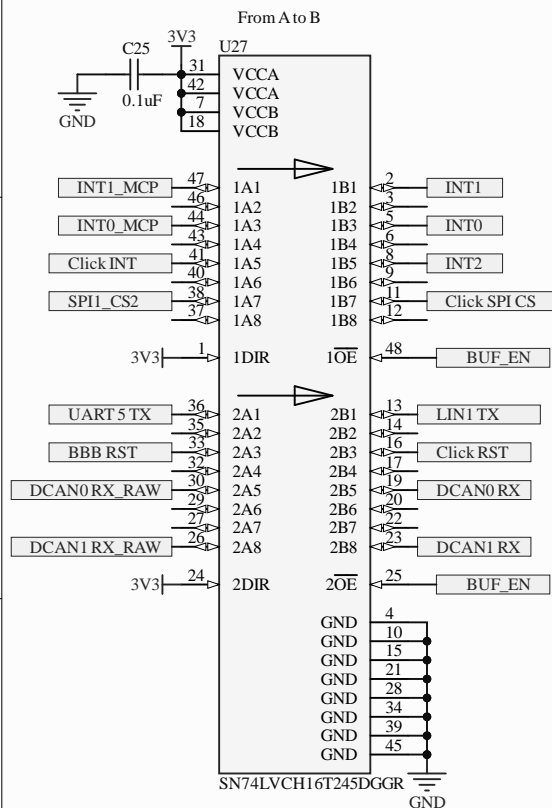 From A to B
3V3
C25
U27
0.1uF
GND
31 VCCA
42 VCCA
7 VCCB
18 VCCB
INT1_MCP 47 1A1 1B1 2 INT1
46 1A2 1B2 3
INT0_MCP 44 1A3 1B3 5 INT0
43 1A4 1B4 6
Click INT 41 1A5 1B5 8 INT2
40 1A6 1B6 9
SPI1_CS2 38 1A7 1B7 11 Click SPI CS
37 1A8 1B8 12
3V3 1 1DIR 1OE 48 BUF_EN
UART 5 TX 36 2A1 2B1 13 LIN1 TX
35 2A2 2B2 14
BBB RST 33 2A3 2B3 16 Click RST
32 2A4 2B4 17
DCAN0 RX_RAW 30 2A5 2B5 19 DCAN0 RX
29 2A6 2B6 20
27 2A7 2B7 22
DCAN1 RX_RAW 26 2A8 2B8 23 DCAN1 RX
3V3 24 2DIR 2OE 25 BUF_EN
GND 4
GND 10
GND 15
GND 21
GND 28
GND 34
GND 39
GND 45
SN74LVCH16T245DGGR
GND